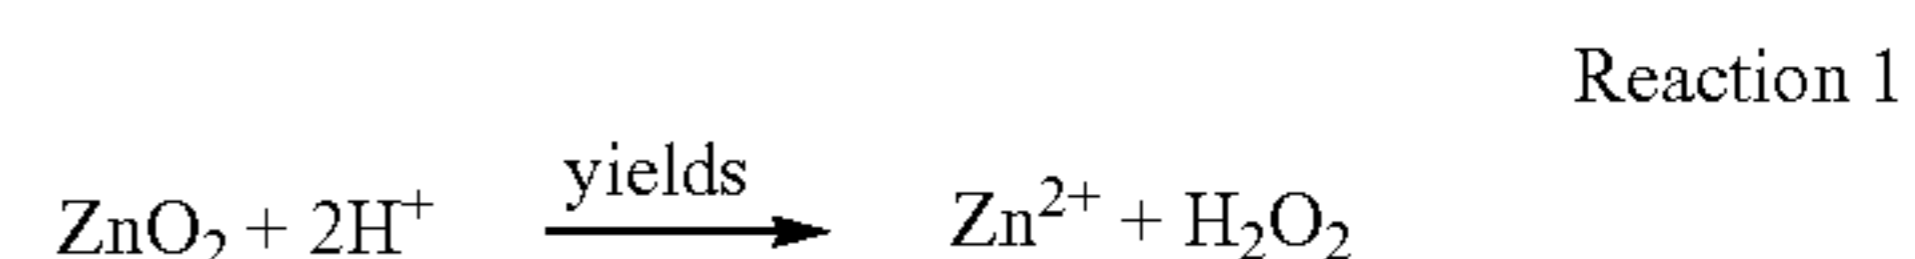 Reaction 1
yields
ZnO₂ + 2H⁺ Zn²⁺ + H₂O₂